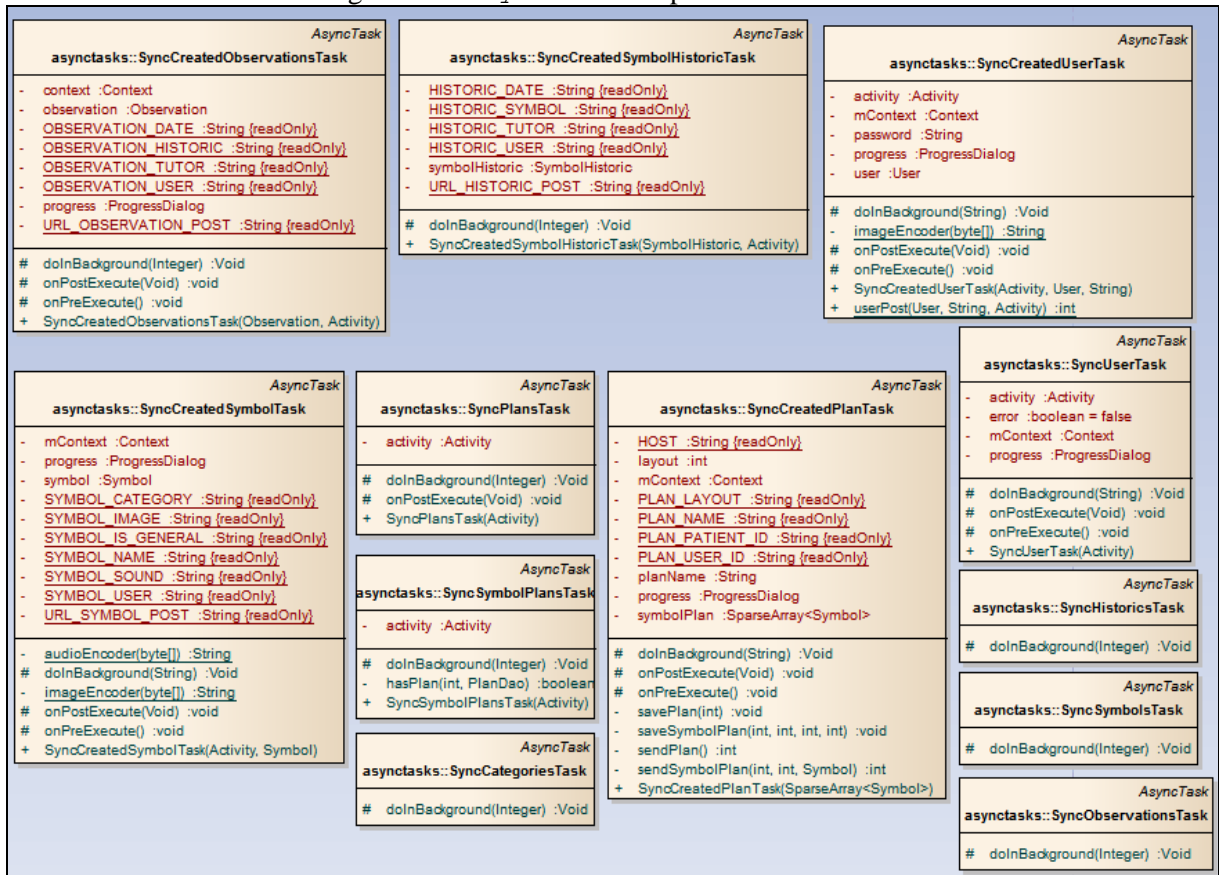 AsyncTask
asynctasks::SyncCreatedObservationsTask
- context :Context
- observation :Observation
- OBSERVATION_DATE :String {readOnly}
- OBSERVATION_HISTORIC :String {readOnly}
- OBSERVATION_TUTOR :String {readOnly}
- OBSERVATION_USER :String {readOnly}
- progress :ProgressDialog
- URL_OBSERVATION_POST :String {readOnly}
# doInBackground(Integer) :Void
# onPostExecute(Void) :void
# onPreExecute() :void
+ SyncCreatedObservationsTask(Observation, Activity)
AsyncTask
asynctasks::SyncCreatedSymbolHistoricTask
- HISTORIC_DATE :String {readOnly}
- HISTORIC_SYMBOL :String {readOnly}
- HISTORIC_TUTOR :String {readOnly}
- HISTORIC_USER :String {readOnly}
- symbolHistoric :SymbolHistoric
- URL_HISTORIC_POST :String {readOnly}
# doInBackground(Integer) :Void
+ SyncCreatedSymbolHistoricTask(SymbolHistoric, Activity)
AsyncTask
asynctasks::SyncCreatedUserTask
- activity :Activity
- mContext :Context
- password :String
- progress :ProgressDialog
- user :User
# doInBackground(String) :Void
- imageEncoder(byte[]) :String
# onPostExecute(Void) :void
# onPreExecute() :void
+ SyncCreatedUserTask(Activity, User, String)
+ userPost(User, String, Activity) :int
AsyncTask
asynctasks::SyncCreatedSymbolTask
- mContext :Context
- progress :ProgressDialog
- symbol :Symbol
- SYMBOL_CATEGORY :String {readOnly}
- SYMBOL_IMAGE :String {readOnly}
- SYMBOL_IS_GENERAL :String {readOnly}
- SYMBOL_NAME :String {readOnly}
- SYMBOL_SOUND :String {readOnly}
- SYMBOL_USER :String {readOnly}
- URL_SYMBOL_POST :String {readOnly}
- audioEncoder(byte[]) :String
# doInBackground(String) :Void
- imageEncoder(byte[]) :String
# onPostExecute(Void) :void
# onPreExecute() :void
+ SyncCreatedSymbolTask(Activity, Symbol)
AsyncTask
asynctasks::SyncPlansTask
- activity :Activity
# doInBackground(Integer) :Void
# onPostExecute(Void) :void
+ SyncPlansTask(Activity)
AsyncTask
asynctasks::SyncSymbolPlansTask
- activity :Activity
# doInBackground(Integer) :Void
- hasPlan(int, PlanDao) :boolean
+ SyncSymbolPlansTask(Activity)
AsyncTask
asynctasks::SyncCategoriesTask
# doInBackground(Integer) :Void
AsyncTask
asynctasks::SyncCreatedPlanTask
- HOST :String {readOnly}
- layout :int
- mContext :Context
- PLAN_LAYOUT :String {readOnly}
- PLAN_NAME :String {readOnly}
- PLAN_PATIENT_ID :String {readOnly}
- PLAN_USER_ID :String {readOnly}
- planName :String
- progress :ProgressDialog
- symbolPlan :SparseArray<Symbol>
# doInBackground(String) :Void
# onPostExecute(Void) :void
# onPreExecute() :void
- savePlan(int) :void
- saveSymbolPlan(int, int, int, int) :void
- sendPlan() :int
- sendSymbolPlan(int, int, Symbol) :int
+ SyncCreatedPlanTask(SparseArray<Symbol>)
AsyncTask
asynctasks::SyncUserTask
- activity :Activity
- error :boolean = false
- mContext :Context
- progress :ProgressDialog
# doInBackground(String) :Void
# onPostExecute(Void) :void
# onPreExecute() :void
+ SyncUserTask(Activity)
AsyncTask
asynctasks::SyncHistoricsTask
# doInBackground(Integer) :Void
AsyncTask
asynctasks::SyncSymbolsTask
# doInBackground(Integer) :Void
AsyncTask
asynctasks::SyncObservationsTask
# doInBackground(Integer) :Void